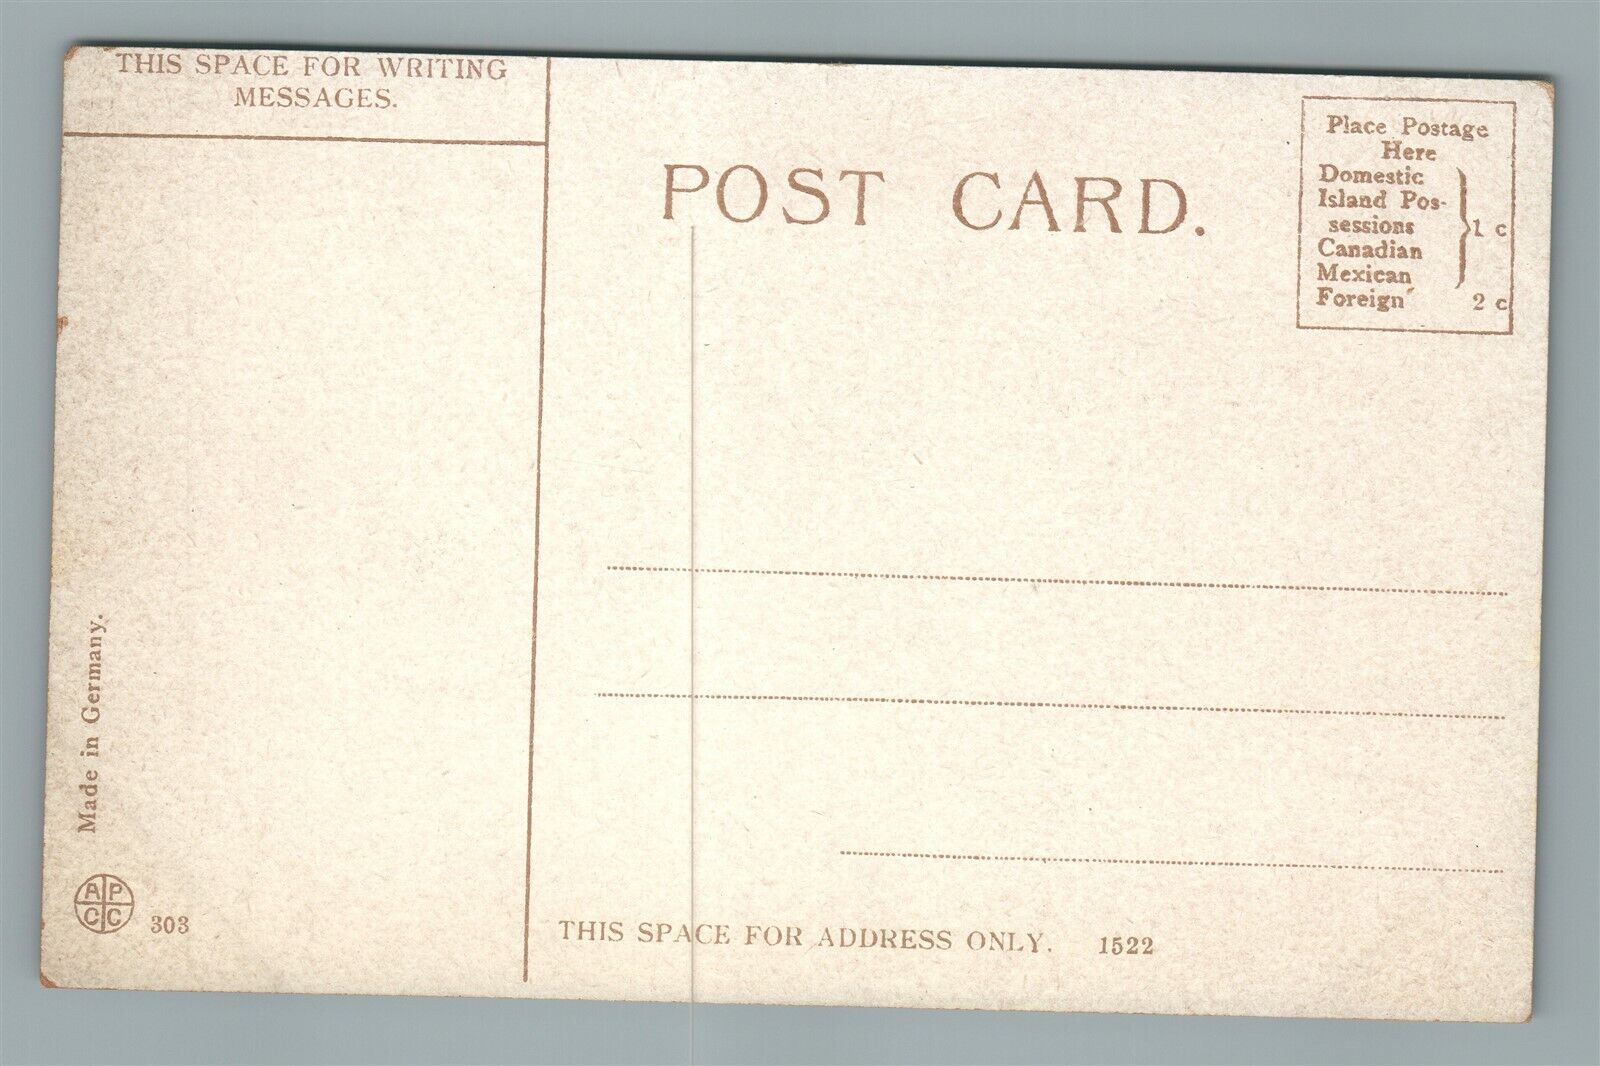 THIS SPACE FOR WRITING
MESSAGES.
POST CARD.
Place Postage
Here
Domestic
Island Pos-
sessions
Canadian
Mexican
1 c
Foreign 2 c
Made in Germany.
A P
C C
303
THIS SPACE FOR ADDRESS ONLY. 1522